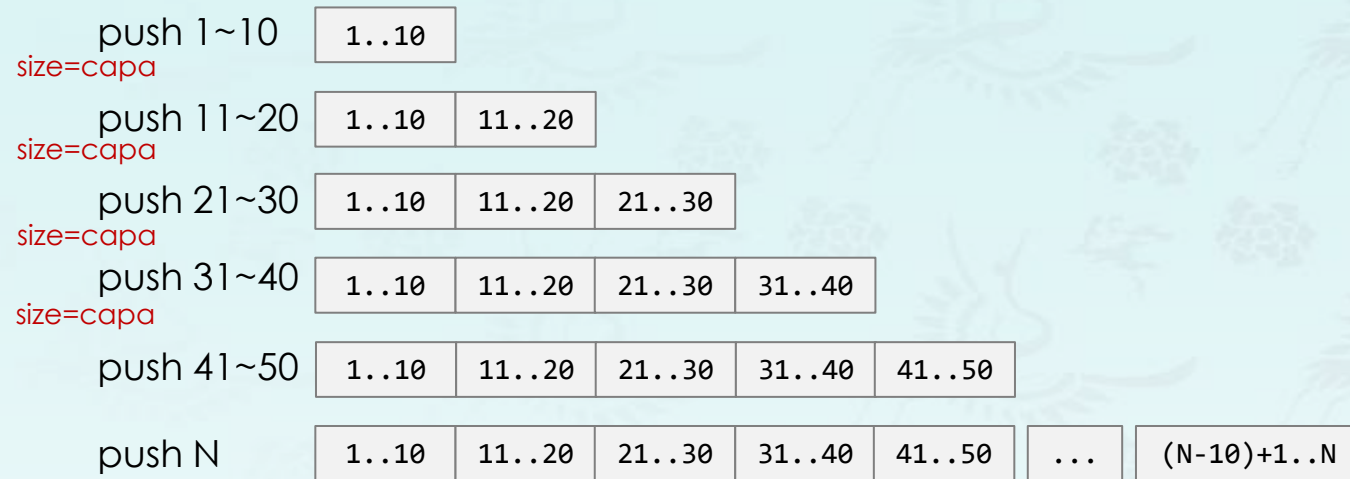 push 1~10 1..10
size=capa
push 11~20 1..10 11..20
size=capa
push 21~30 1..10 11..20 21..30
size=capa
push 31~40 1..10 11..20 21..30 31..40
size=capa
push 41~50 1..10 11..20 21..30 31..40 41..50
push N 1..10 11..20 21..30 31..40 41..50 ... (N-10)+1..N